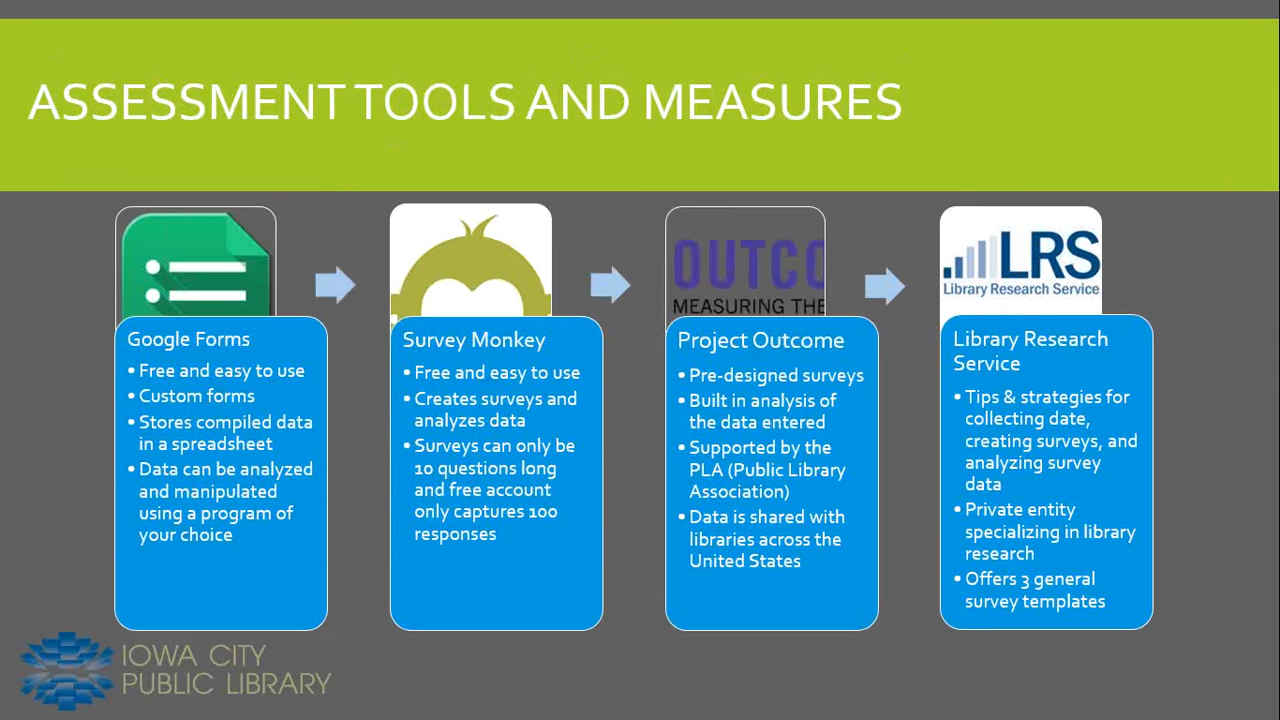 ASSESSMENT TOOLS AND MEASURES
Google Forms
• Free and easy to use
• Custom forms
• Stores compiled data
in a spreadsheet
• Data can be analyzed
and manipulated
using a program of
your choice
Survey Monkey
• Free and easy to use
• Creates surveys and
analyzes data
• Surveys can only be
10 questions long
and free account
only captures 100
responses
OUTCO
MEASURING THE
Project Outcome
• Pre-designed surveys
• Built in analysis of
the data entered
• Supported by the
PLA (Public Library
Association)
• Data is shared with
libraries across the
United States
LRS
Library Research Service
Library Research
Service
• Tips & strategies for
collecting date,
creating surveys, and
analyzing survey
data
• Private entity
specializing in library
research
• Offers 3 general
survey templates
IOWA CITY
PUBLIC LIBRARY